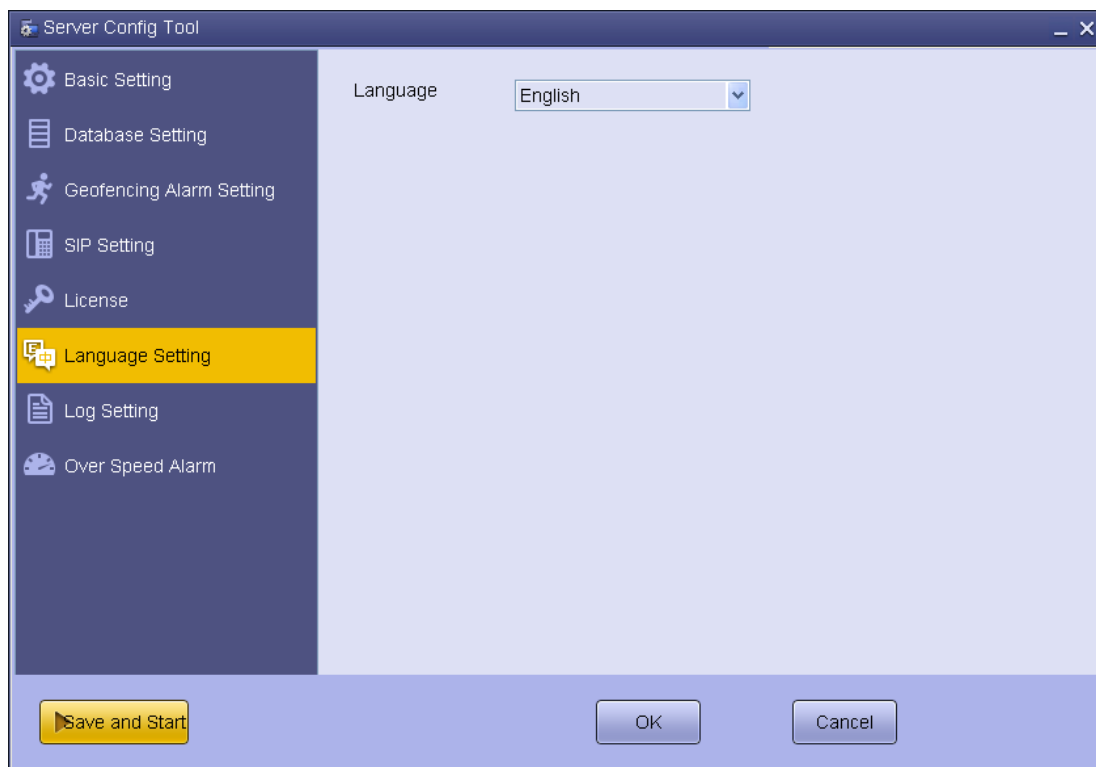 Server Config Tool
Basic Setting
Language
English
Database Setting
Geofencing Alarm Setting
SIP Setting
License
E
中
Language Setting
Log Setting
Over Speed Alarm
Save and Start
OK
Cancel